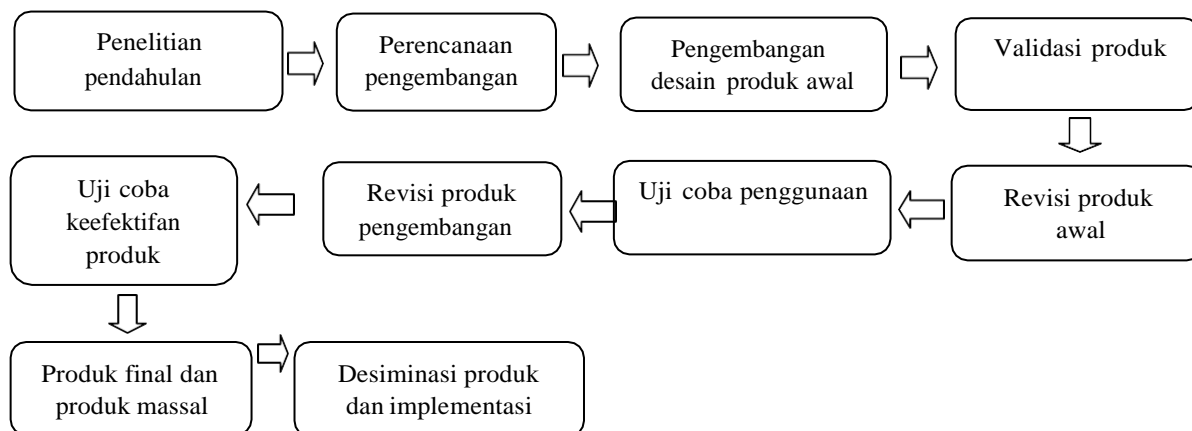 Penelitian
pendahulan
Perencanaan
pengembangan
Pengembangan
desain produk awal
Validasi produk
Revisi produk
awal
Uji coba penggunaan
Revisi produk
pengembangan
Uji coba
keefektifan
produk
Produk final dan
produk massal
Desiminasi produk
dan implementasi